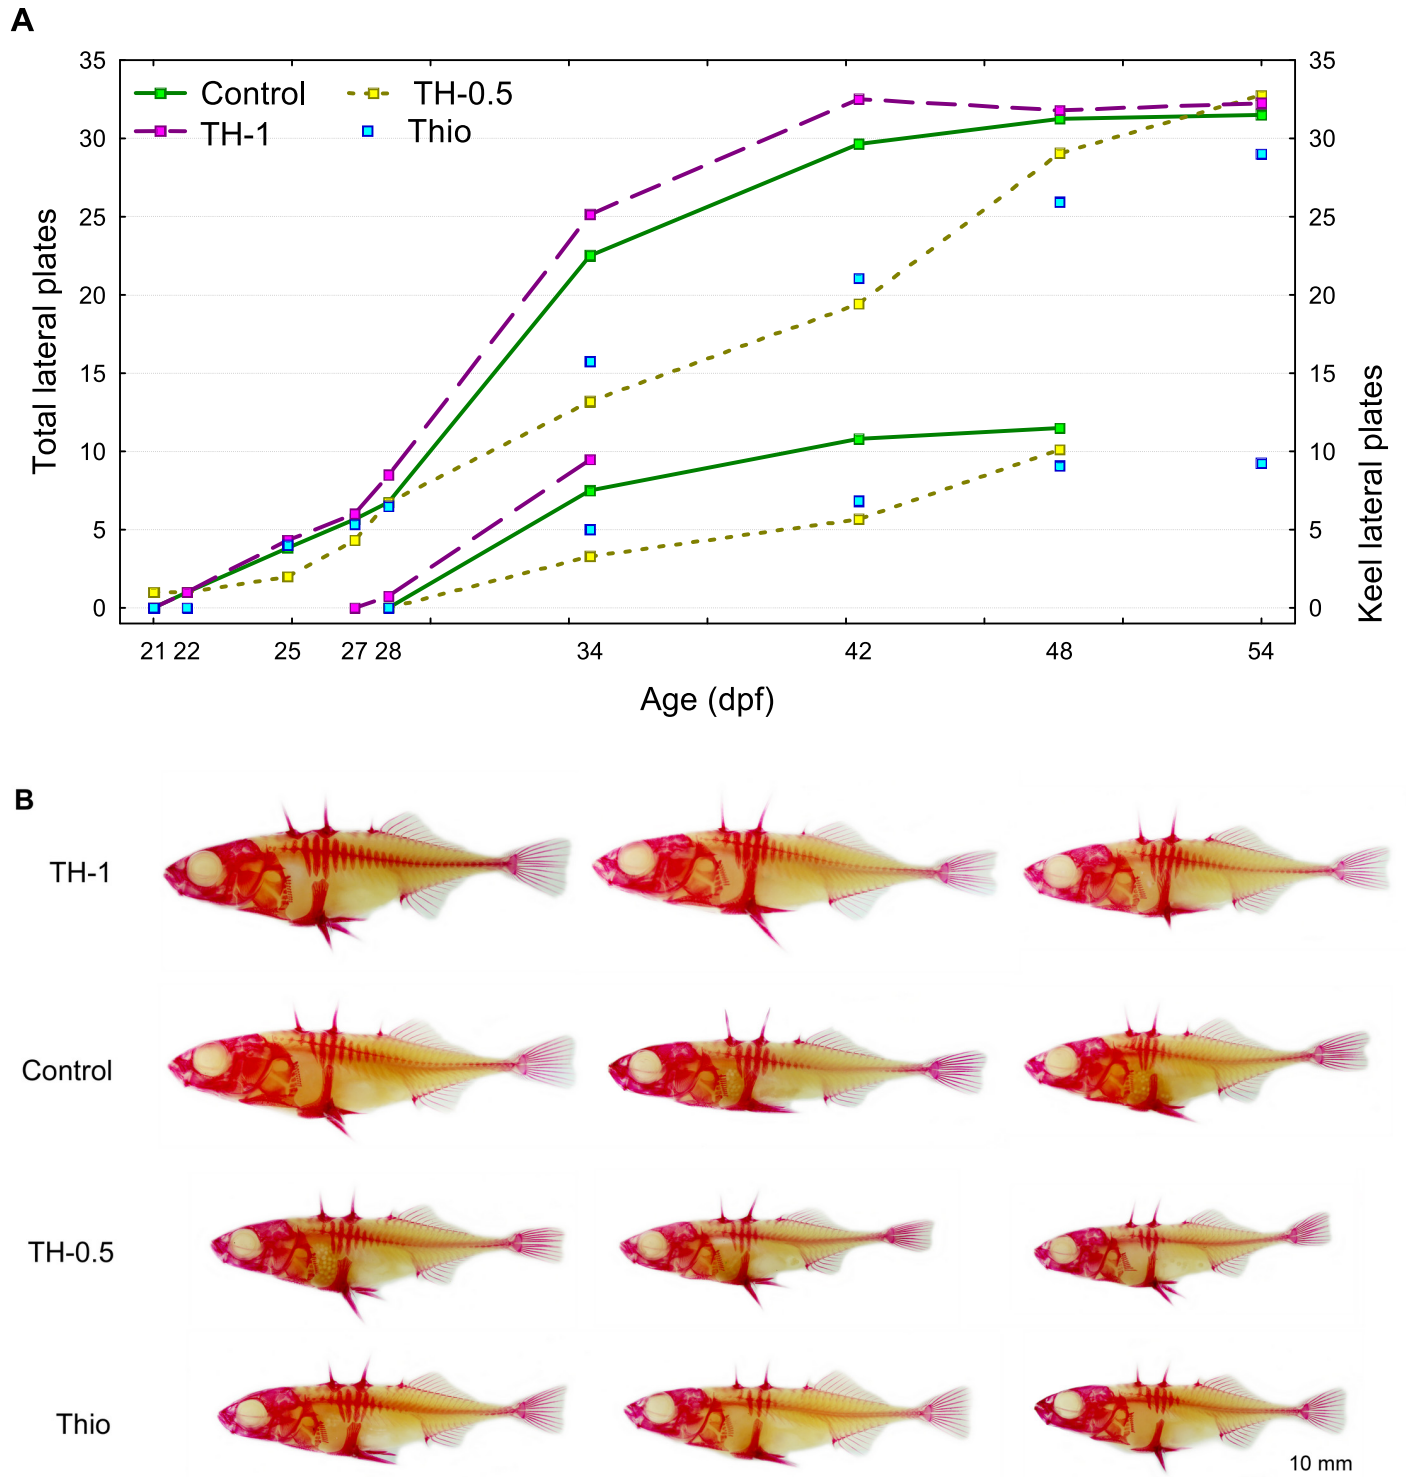 A
35 35
Control TH-0.5
TH-1 Thio
30 30
25 25
20 20
15 15
10 10
5 5
0 0
Total lateral plates
Keel lateral plates
21 22 25 27 28 34 42 48 54
Age (dpf)
B
TH-1
Control
TH-0.5
Thio
10 mm